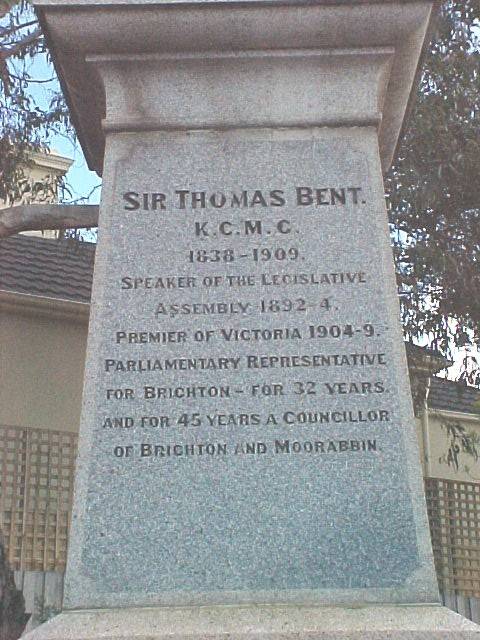 SIR THOMAS BENT.
K.C.M.G.
1838-1909.
SPEAKER OF THE LEGISLATIVE
ASSEMBLY 1892-4.
PREMIER OF VICTORIA 1904-9.
PARLIAMENTARY REPRESENTATIVE
FOR BRIGHTON - FOR 32 YEARS.
AND FOR 45 YEARS A COUNCILLOR
OF BRIGHTON AND MOORABBIN.